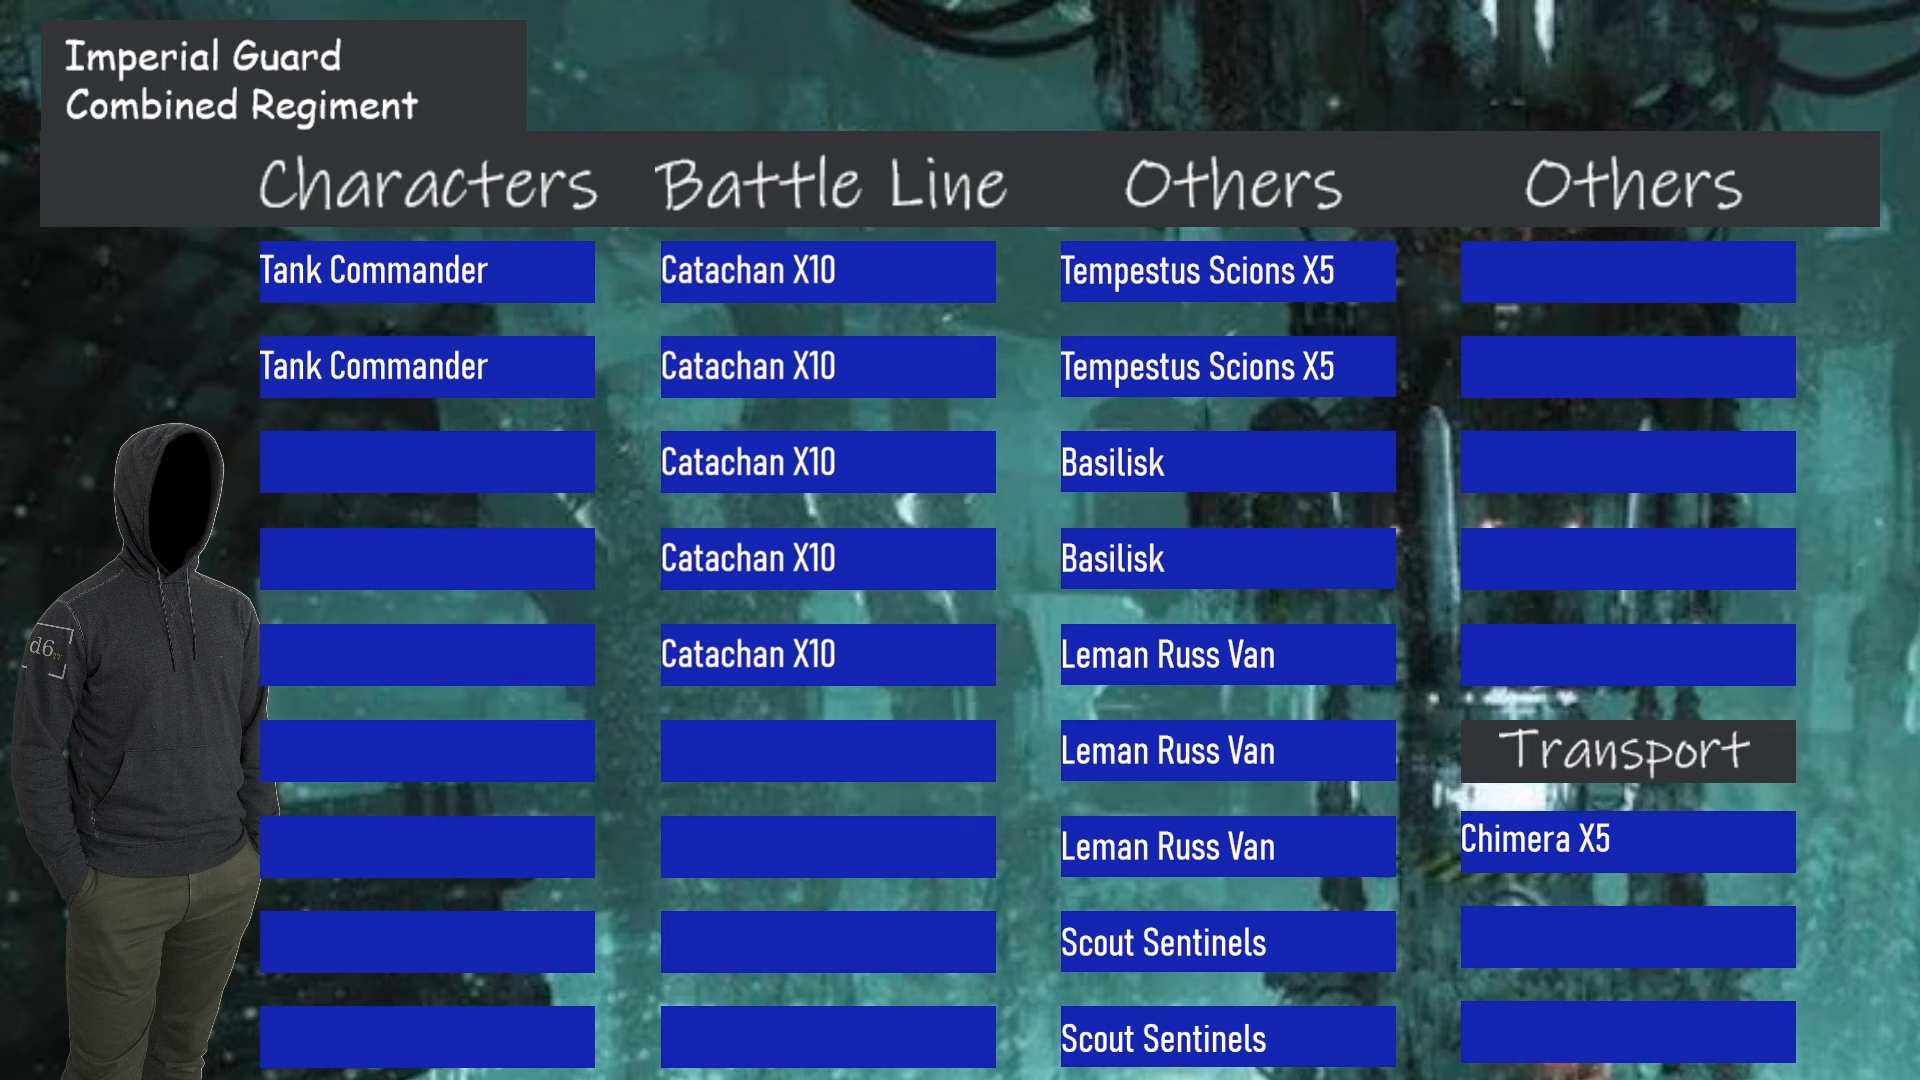 Imperial Guard
Combined Regiment
Characters Battle Line Others Others
Tank Commander Catachan X10 Tempestus Scions X5
Tank Commander Catachan X10 Tempestus Scions X5
Catachan X10 Basilisk
Catachan X10 Basilisk
Catachan X10 Leman Russ Van
Leman Russ Van
Transport
Leman Russ Van
Chimera X5
Scout Sentinels
Scout Sentinels
d6